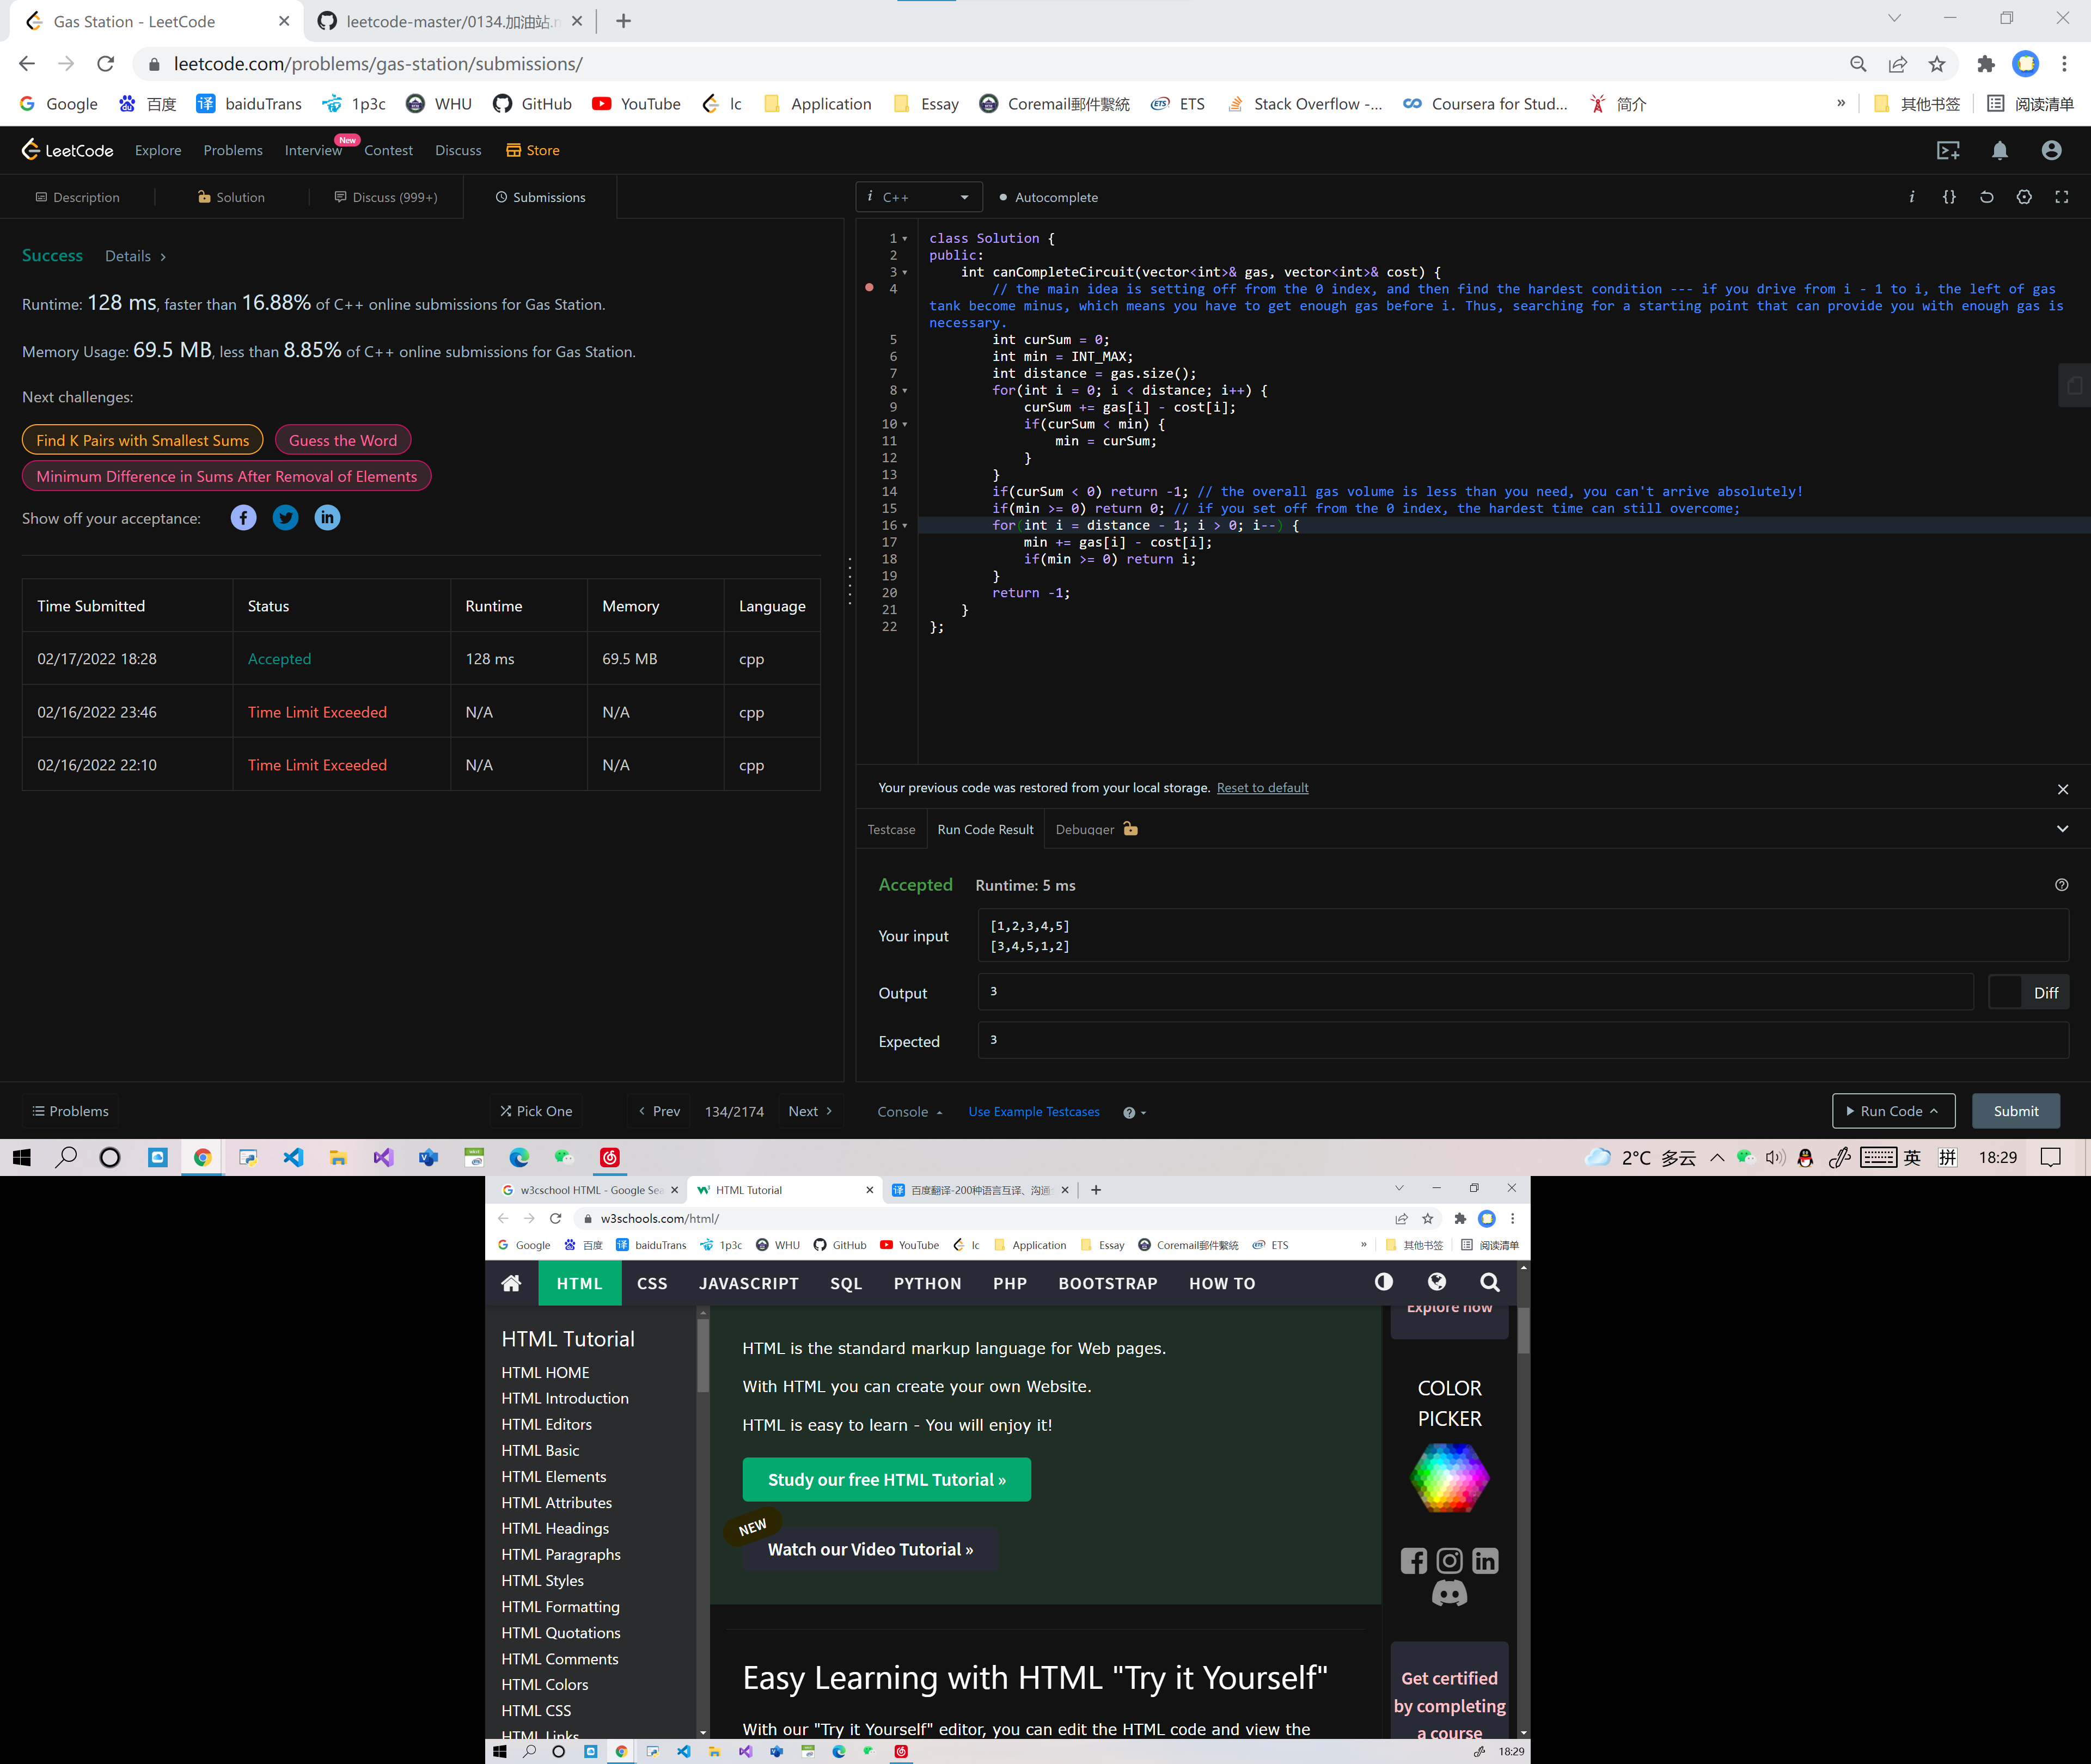 Gas Station - LeetCode
leetcode-master/0134.加油站.m
leetcode.com/problems/gas-station/submissions/
Google 百度 baiduTrans 1p3c WHU GitHub YouTube lc Application Essay Coremail郵件繫統 ETS Stack Overflow -... Coursera for Stud... 简介 » 其他书签 阅读清单
LeetCode Explore Problems Interview New Contest Discuss Store
Description Solution Discuss (999+) Submissions
i C++ Autocomplete
Success Details >
Runtime: 128 ms, faster than 16.88% of C++ online submissions for Gas Station.
Memory Usage: 69.5 MB, less than 8.85% of C++ online submissions for Gas Station.
Next challenges:
Find K Pairs with Smallest Sums Guess the Word
Minimum Difference in Sums After Removal of Elements
Show off your acceptance:
Time Submitted Status Runtime Memory Language
02/17/2022 18:28 Accepted 128 ms 69.5 MB cpp
02/16/2022 23:46 Time Limit Exceeded N/A N/A cpp
02/16/2022 22:10 Time Limit Exceeded N/A N/A cpp
1 class Solution {
2 public:
3 int canCompleteCircuit(vector<int>& gas, vector<int>& cost) {
4 // the main idea is setting off from the 0 index, and then find the hardest condition --- if you drive from i - 1 to i, the left of gas
tank become minus, which means you have to get enough gas before i. Thus, searching for a starting point that can provide you with enough gas is
necessary.
5 int curSum = 0;
6 int min = INT_MAX;
7 int distance = gas.size();
8 for(int i = 0; i < distance; i++) {
9 curSum += gas[i] - cost[i];
10 if(curSum < min) {
11 min = curSum;
12 }
13 }
14 if(curSum < 0) return -1; // the overall gas volume is less than you need, you can't arrive absolutely!
15 if(min >= 0) return 0; // if you set off from the 0 index, the hardest time can still overcome;
16 for(int i = distance - 1; i > 0; i--) {
17 min += gas[i] - cost[i];
18 if(min >= 0) return i;
19 }
20 return -1;
21 }
22 };
Your previous code was restored from your local storage. Reset to default
Testcase Run Code Result Debugger
Accepted Runtime: 5 ms
Your input
[1,2,3,4,5]
[3,4,5,1,2]
Output 3 Diff
Expected 3
Problems Pick One Prev 134/2174 Next Console Use Example Testcases Run Code Submit
2°C 多云 英 拼 18:29
w3cschool HTML - Google Sea HTML Tutorial 百度翻译-200种语言互译、沟通
w3schools.com/html/
Google 百度 baiduTrans 1p3c WHU GitHub YouTube lc Application Essay Coremail郵件繫統 ETS » 其他书签 阅读清单
HTML CSS JAVASCRIPT SQL PYTHON PHP BOOTSTRAP HOW TO
HTML Tutorial
HTML HOME
HTML Introduction
HTML Editors
HTML Basic
HTML Elements
HTML Attributes
HTML Headings
HTML Paragraphs
HTML Styles
HTML Formatting
HTML Quotations
HTML Comments
HTML Colors
HTML CSS
HTML Links
HTML is the standard markup language for Web pages.
With HTML you can create your own Website.
HTML is easy to learn - You will enjoy it!
Study our free HTML Tutorial »
NEW
Watch our Video Tutorial »
Easy Learning with HTML "Try it Yourself"
With our "Try it Yourself" editor, you can edit the HTML code and view the
Explore now
COLOR
PICKER
Get certified
by completing
a course
18:29